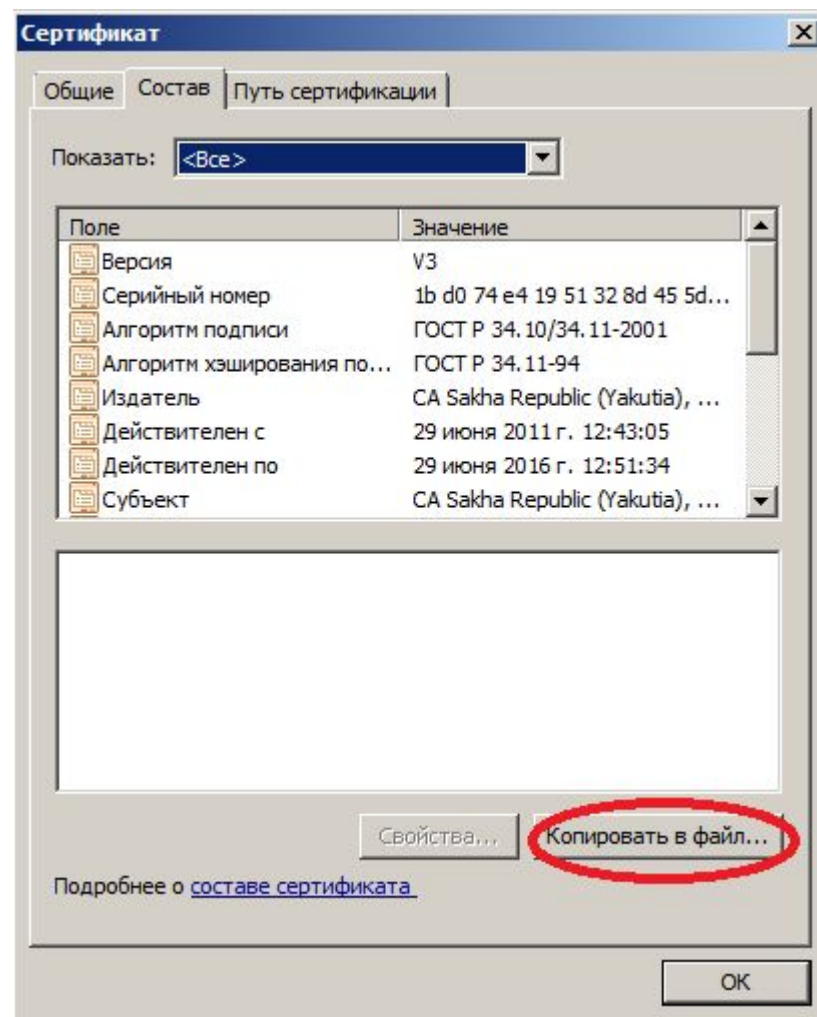 Сертификат
Общие Состав Путь сертификации
Показать: <Все>
Поле Значение
Версия V3
Серийный номер 1b d0 74 e4 19 51 32 8d 45 5d...
Алгоритм подписи ГОСТ Р 34.10/34.11-2001
Алгоритм хэширования по... ГОСТ Р 34.11-94
Издатель CA Sakha Republic (Yakutia), ...
Действителен с 29 июня 2011 г. 12:43:05
Действителен по 29 июня 2016 г. 12:51:34
Субъект CA Sakha Republic (Yakutia), ...
Свойства... Копировать в файл...
Подробнее о составе сертификата
ОК